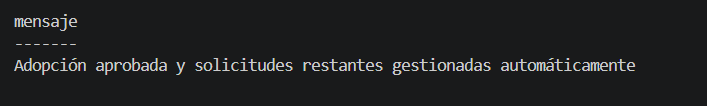 mensaje
-------
Adopción aprobada y solicitudes restantes gestionadas automáticamente